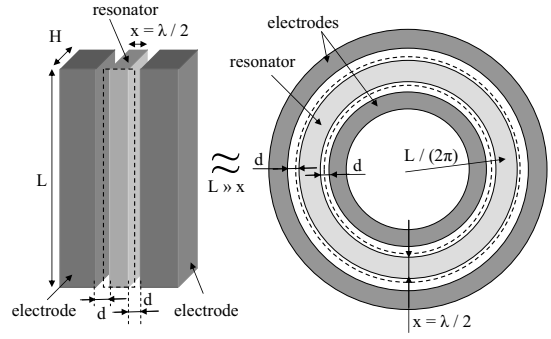 resonator
x = λ / 2
H
L
electrode
d
d
electrode
≈
L » x
electrodes
resonator
d
d
L / (2π)
x = λ / 2